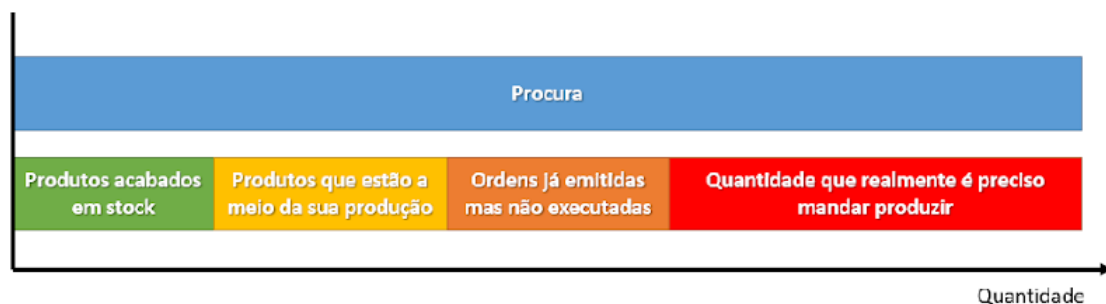 Procura
Produtos acabados
em stock
Produtos que estão a
meio da sua produção
Ordens já emitidas
mas não executadas
Quantidade que realmente é preciso
mandar produzir
Quantidade